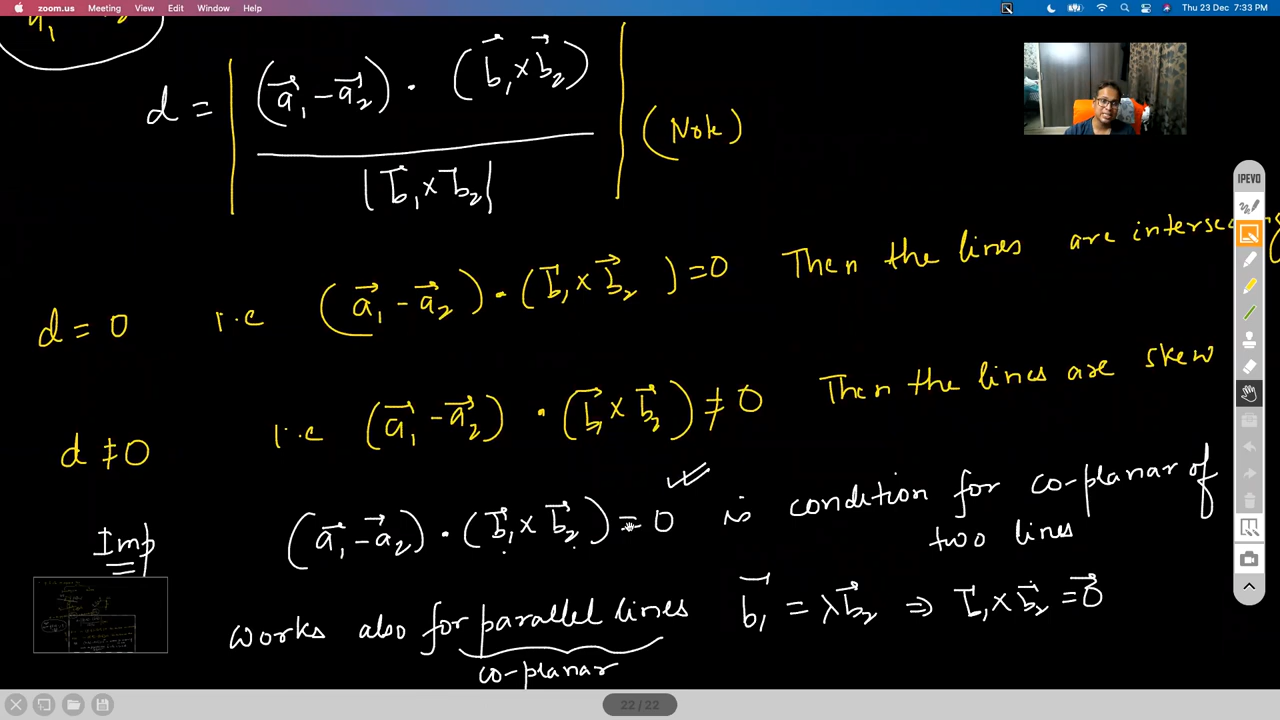 zoom.us Meeting View Edit Window Help Thu 23 Dec 7:33 PM
d = | (a⃗₁ − a⃗₂) · (b⃗₁ × b⃗₂) / |b⃗₁ × b⃗₂| | (Note)
IPEVO
d = 0 i.e (a⃗₁ − a⃗₂) · (b⃗₁ × b⃗₂) = 0 Then the lines are intersec
d ≠ 0 i.e (a⃗₁ − a⃗₂) · (b⃗₁ × b⃗₂) ≠ 0 Then the lines are skew
Imp (a⃗₁ − a⃗₂) · (b⃗₁ × b⃗₂) = 0 is condition for co-planar of
two lines
works also for parallel lines b⃗₁ = λb⃗₂ ⇒ b⃗₁ × b⃗₂ = 0⃗
co-planar
22 / 22